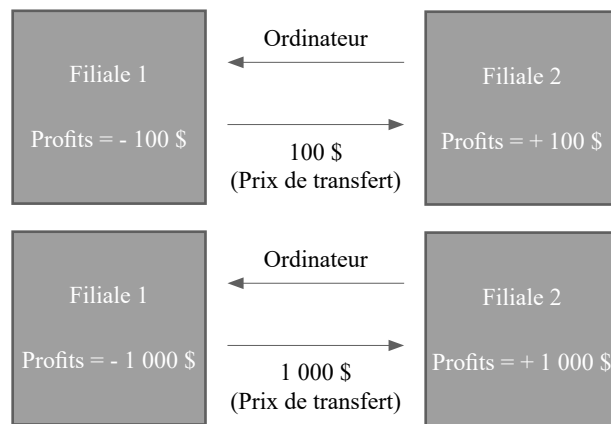 Ordinateur
Filiale 1
Filiale 2
Profits = - 100 $
Profits = + 100 $
100 $
(Prix de transfert)
Ordinateur
Filiale 1
Filiale 2
Profits = - 1 000 $
Profits = + 1 000 $
1 000 $
(Prix de transfert)